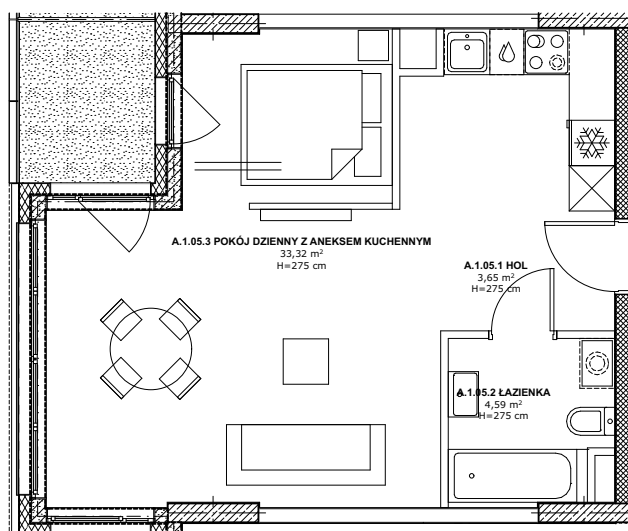 A.1.05.3 POKÓJ DZIENNY Z ANEKSEM KUCHENNYM
33,32 m²
H=275 cm
A.1.05.1 HOL
3,65 m²
H=275 cm
A.1.05.2 ŁAZIENKA
4,59 m²
H=275 cm